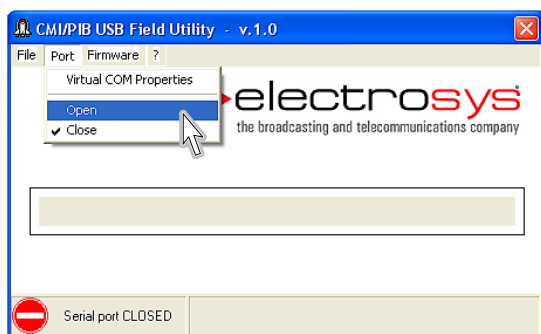 CMI/PIB USB Field Utility - v.1.0
File Port Firmware ?
Virtual COM Properties
Open
Close
electrosys
the broadcasting and telecommunications company
Serial port CLOSED